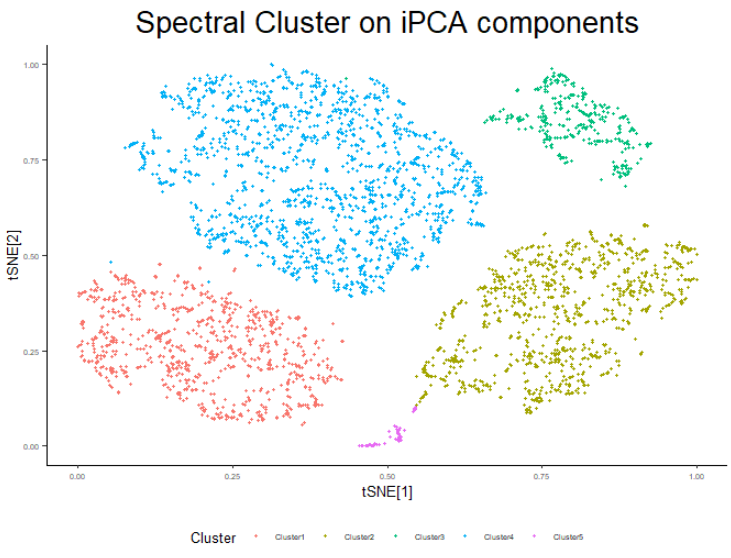 Spectral Cluster on iPCA components
tSNE[2]
1.00
0.75
0.50
0.25
0.00
0.00 0.25 0.50 0.75 1.00
tSNE[1]
Cluster Cluster1 Cluster2 Cluster3 Cluster4 Cluster5